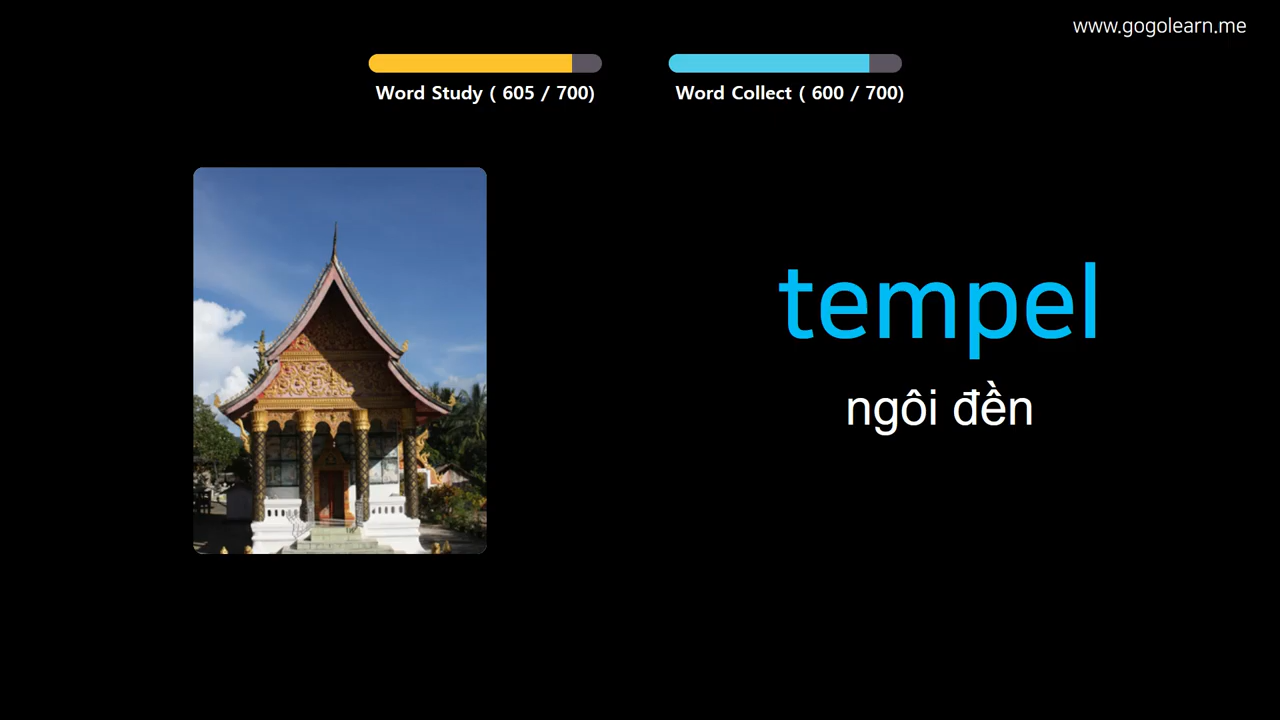 www.gogolearn.me
Word Study ( 605 / 700)
Word Collect ( 600 / 700)
tempel
ngôi đền